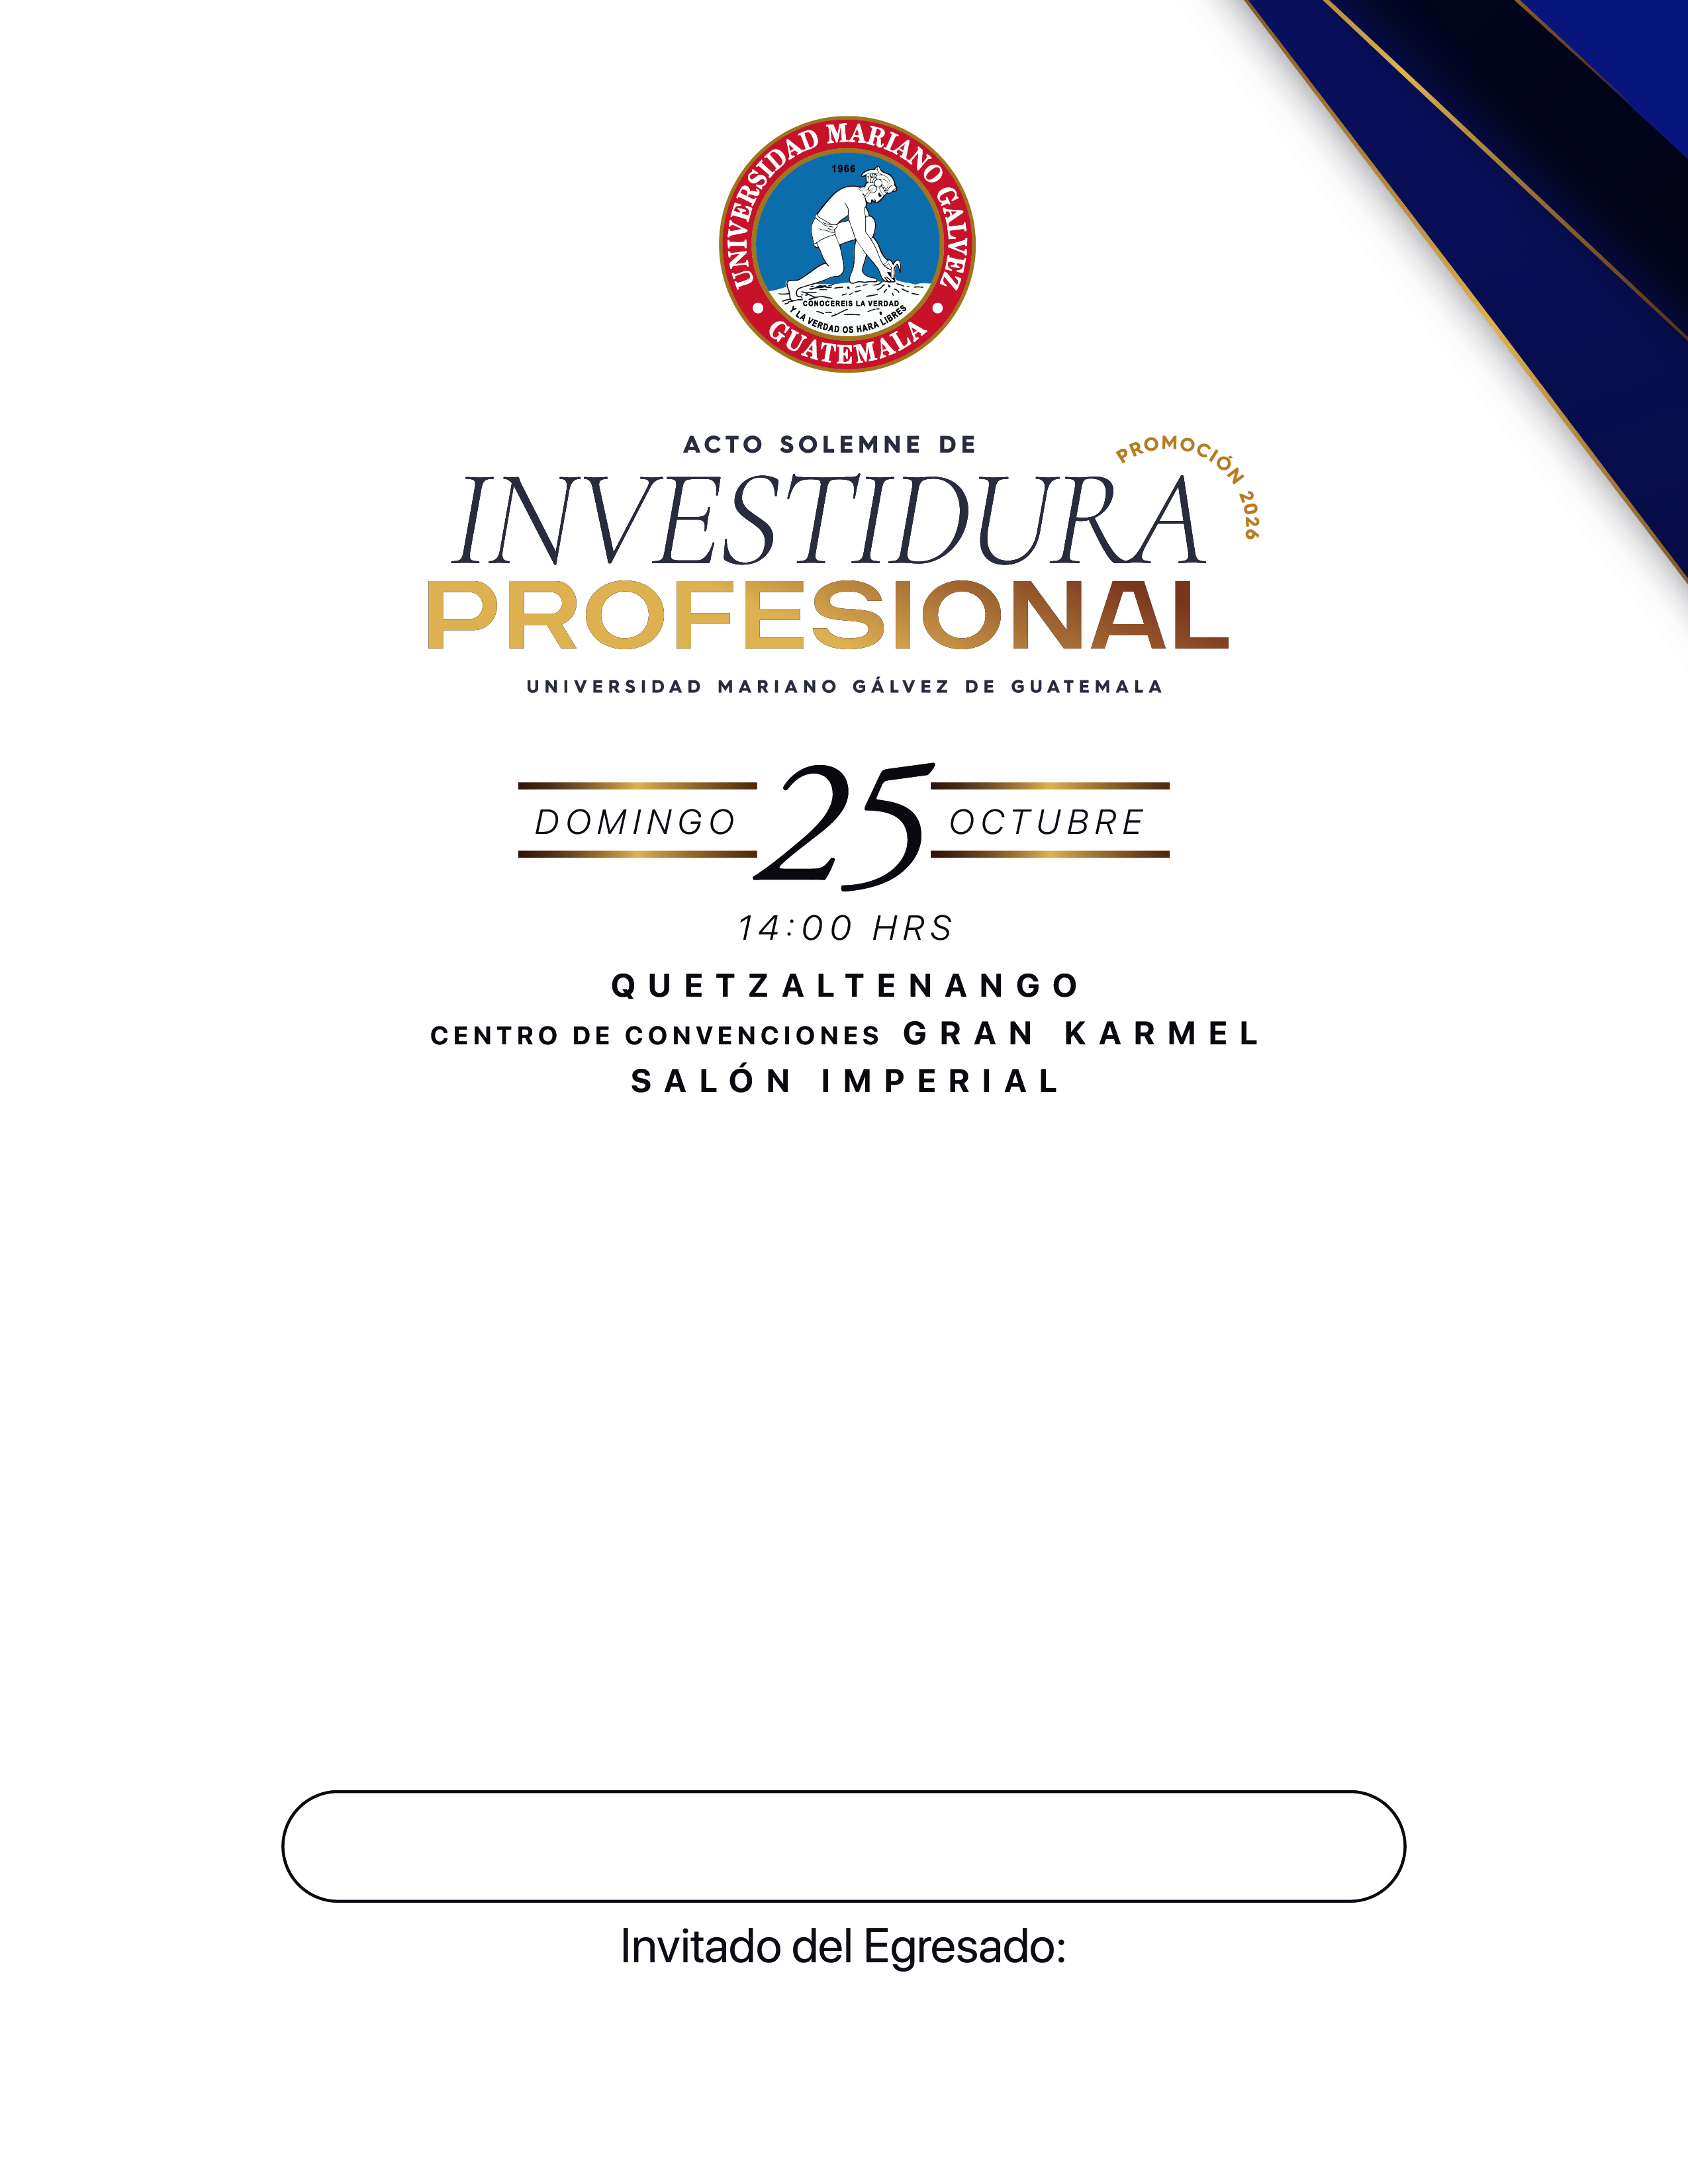 UNIVERSIDAD MARIANO GALVEZ
1966
CONOCEREIS LA VERDAD
Y LA VERDAD OS HARA LIBRES
• GUATEMALA •
ACTO SOLEMNE DE
PROMOCIÓN 2026
INVESTIDURA
PROFESIONAL
UNIVERSIDAD MARIANO GÁLVEZ DE GUATEMALA
DOMINGO 25 OCTUBRE
14:00 HRS
QUETZALTENANGO
CENTRO DE CONVENCIONES GRAN KARMEL
SALÓN IMPERIAL
Invitado del Egresado: